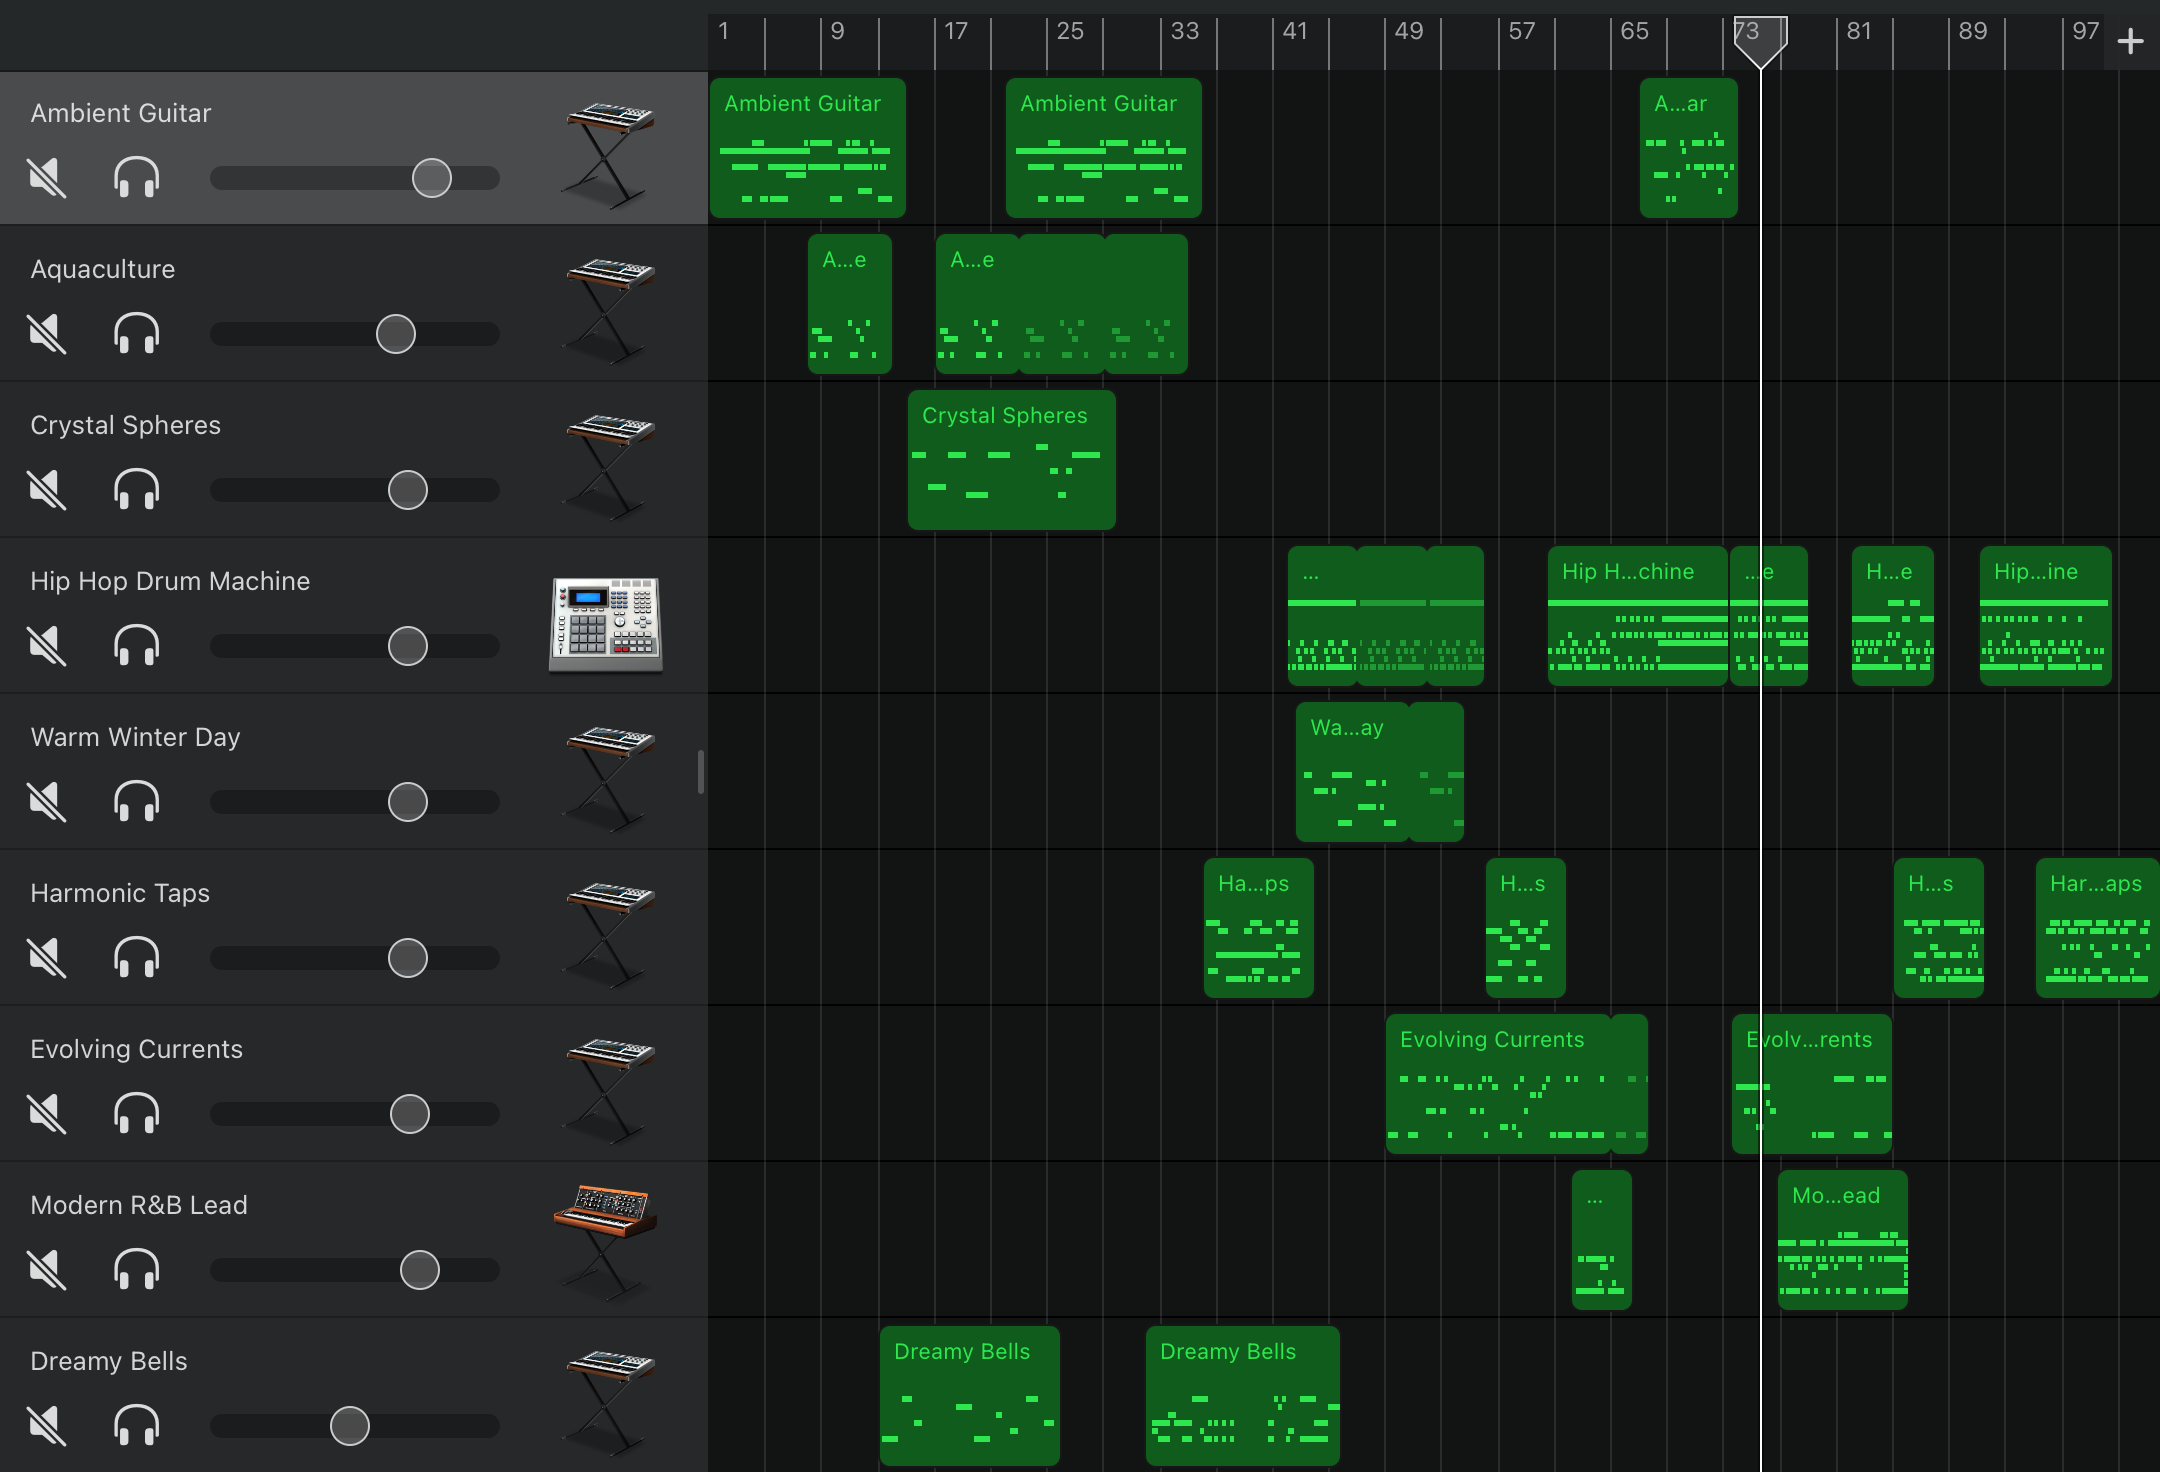 1 9 17 25 33 41 49 57 65 73 81 89 97
Ambient Guitar
Ambient Guitar Ambient Guitar A...ar
Aquaculture
A...e A...e
Crystal Spheres
Crystal Spheres
Hip Hop Drum Machine
... Hip H...chine ...e H...e Hip...ine
Warm Winter Day
Wa...ay
Harmonic Taps
Ha...ps H...s H...s Har...aps
Evolving Currents
Evolving Currents Evolv...rents
Modern R&B Lead
... Mo...ead
Dreamy Bells
Dreamy Bells Dreamy Bells